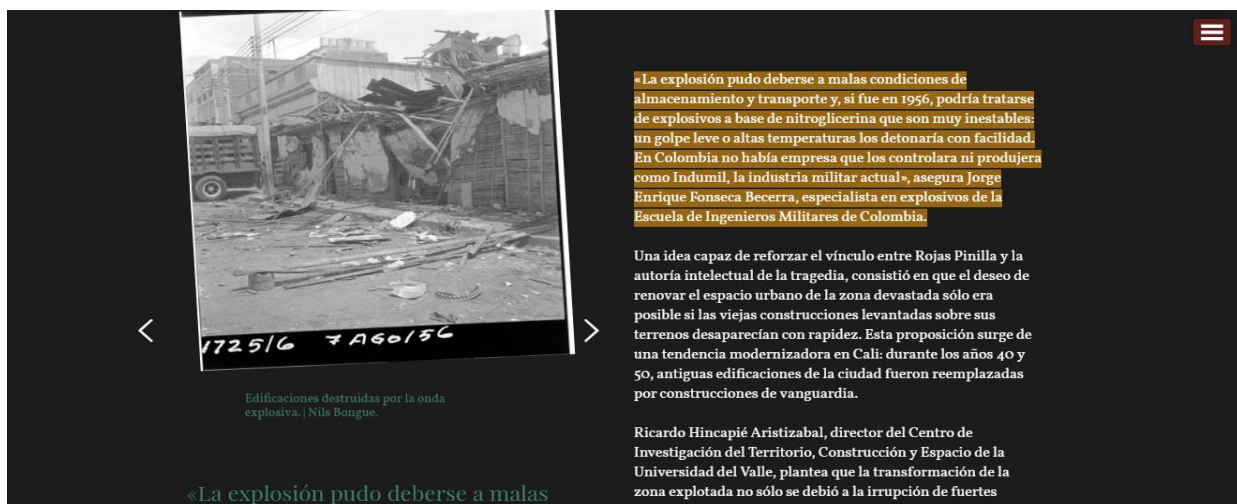 1725/6 7 AGO/56
Edificaciones destruidas por la onda
explosiva. | Nils Bongue.
«La explosión pudo deberse a malas
«La explosión pudo deberse a malas condiciones de
almacenamiento y transporte y, si fue en 1956, podría tratarse
de explosivos a base de nitroglicerina que son muy inestables:
un golpe leve o altas temperaturas los detonaría con facilidad.
En Colombia no había empresa que los controlara ni produjera
como Indumil, la industria militar actual», asegura Jorge
Enrique Fonseca Becerra, especialista en explosivos de la
Escuela de Ingenieros Militares de Colombia.
Una idea capaz de reforzar el vínculo entre Rojas Pinilla y la
autoría intelectual de la tragedia, consistió en que el deseo de
renovar el espacio urbano de la zona devastada sólo era
posible si las viejas construcciones levantadas sobre sus
terrenos desaparecían con rapidez. Esta proposición surge de
una tendencia modernizadora en Cali: durante los años 40 y
50, antiguas edificaciones de la ciudad fueron reemplazadas
por construcciones de vanguardia.
Ricardo Hincapié Aristizabal, director del Centro de
Investigación del Territorio, Construcción y Espacio de la
Universidad del Valle, plantea que la transformación de la
zona explotada no sólo se debió a la irrupción de fuertes